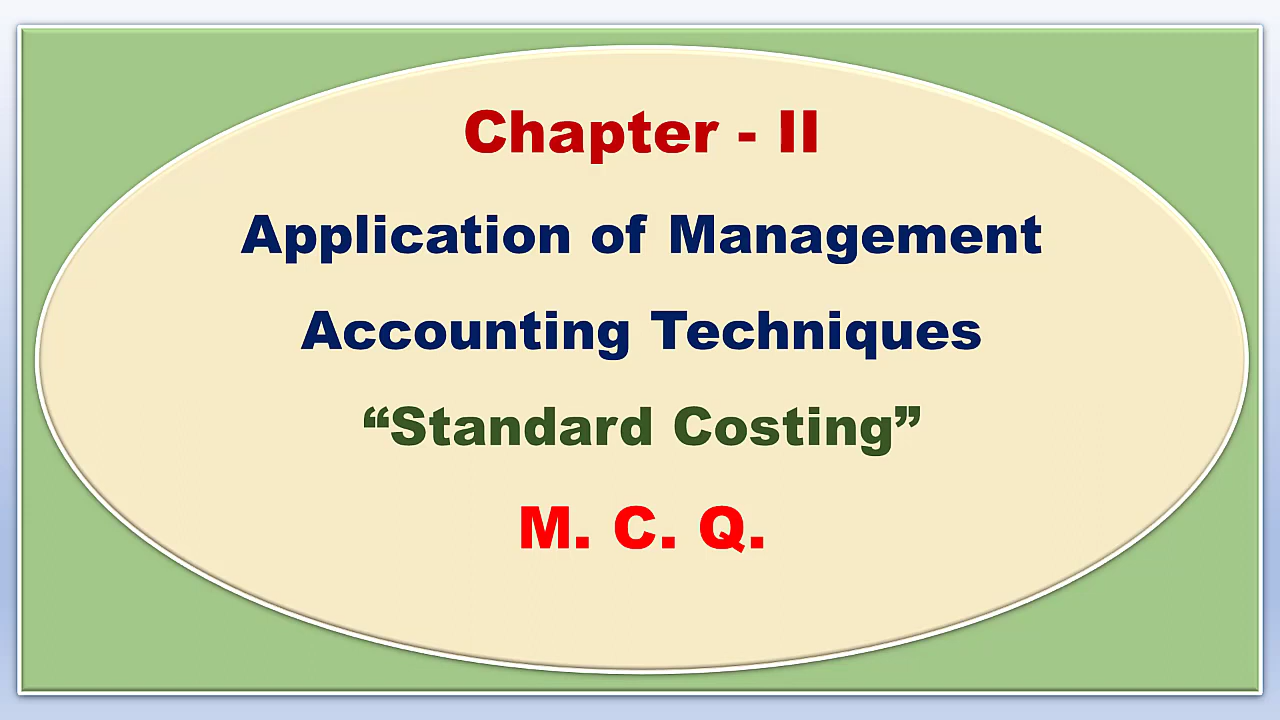 Chapter - II
Application of Management
Accounting Techniques
“Standard Costing”
M. C. Q.